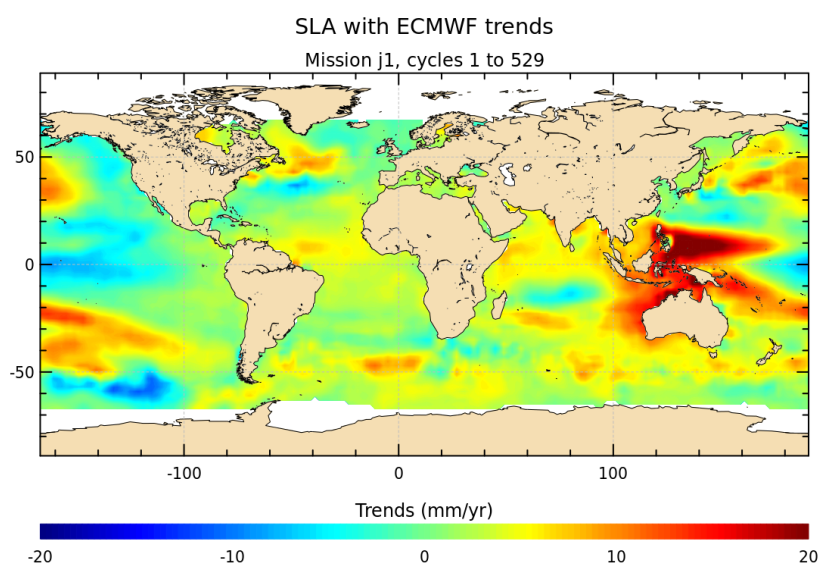 SLA with ECMWF trends
Mission j1, cycles 1 to 529
50
0
-50
-100 0 100
Trends (mm/yr)
-20 -10 0 10 20